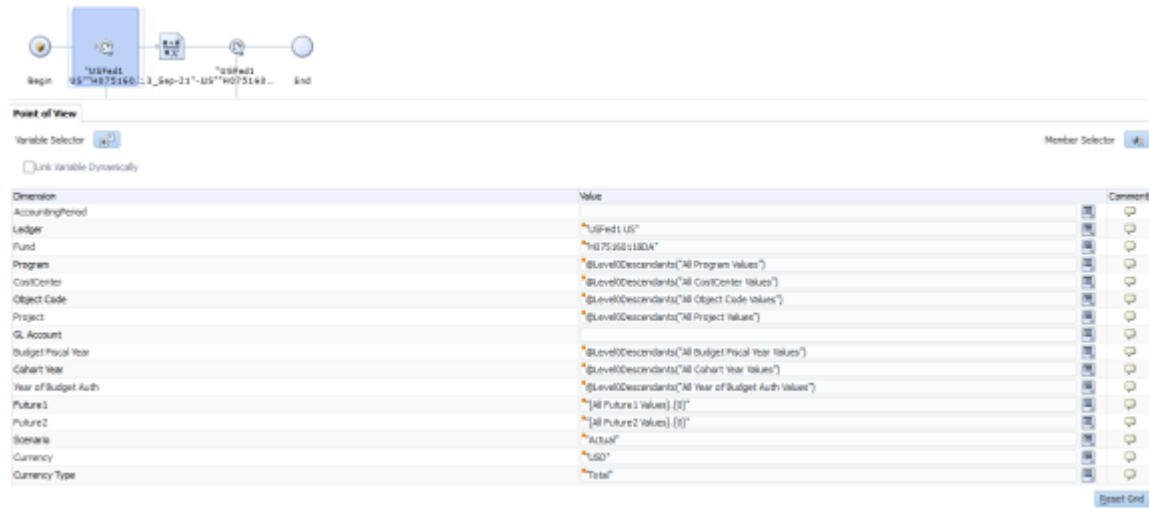 "USFed1 "USFed1
Begin US""H075160...3_Sep-21"-US""H075160... End
Point of View
Variable Selector Member Selector
Link Variable Dynamically
Dimension Value Comment
AccountingPeriod
Ledger "USFed1 US"
Fund
Program @Level0Descendants("All Program Values")
CostCenter @Level0Descendants("All CostCenter Values")
Object Code @Level0Descendants("All Object Code Values")
Project @Level0Descendants("All Project Values")
GL Account
Budget Fiscal Year @Level0Descendants("All Budget Fiscal Year Values")
Cohort Year @Level0Descendants("All Cohort Year Values")
Year of Budget Auth @Level0Descendants("All Year of Budget Auth Values")
Future1 "[All Future1 Values].[0]"
Future2 "[All Future2 Values].[0]"
Scenario "Actual"
Currency "USD"
Currency Type "Total"
Reset Grid